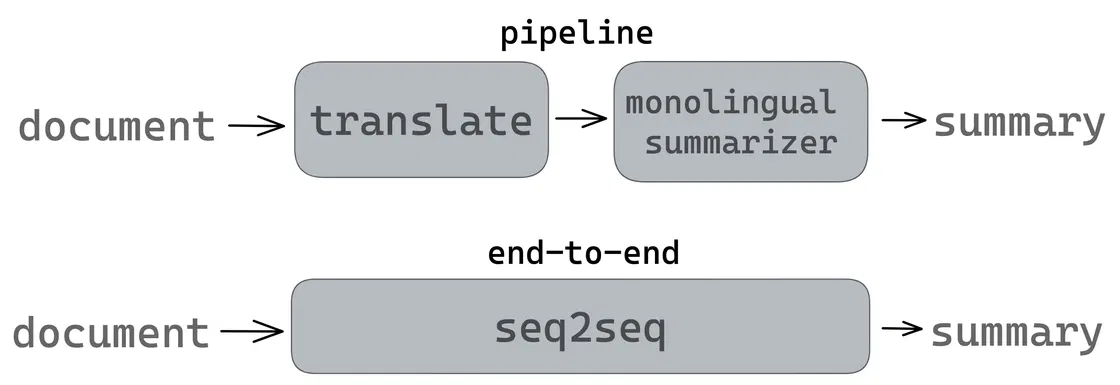 pipeline
document
translate
monolingual
summarizer
summary
end-to-end
document
seq2seq
summary